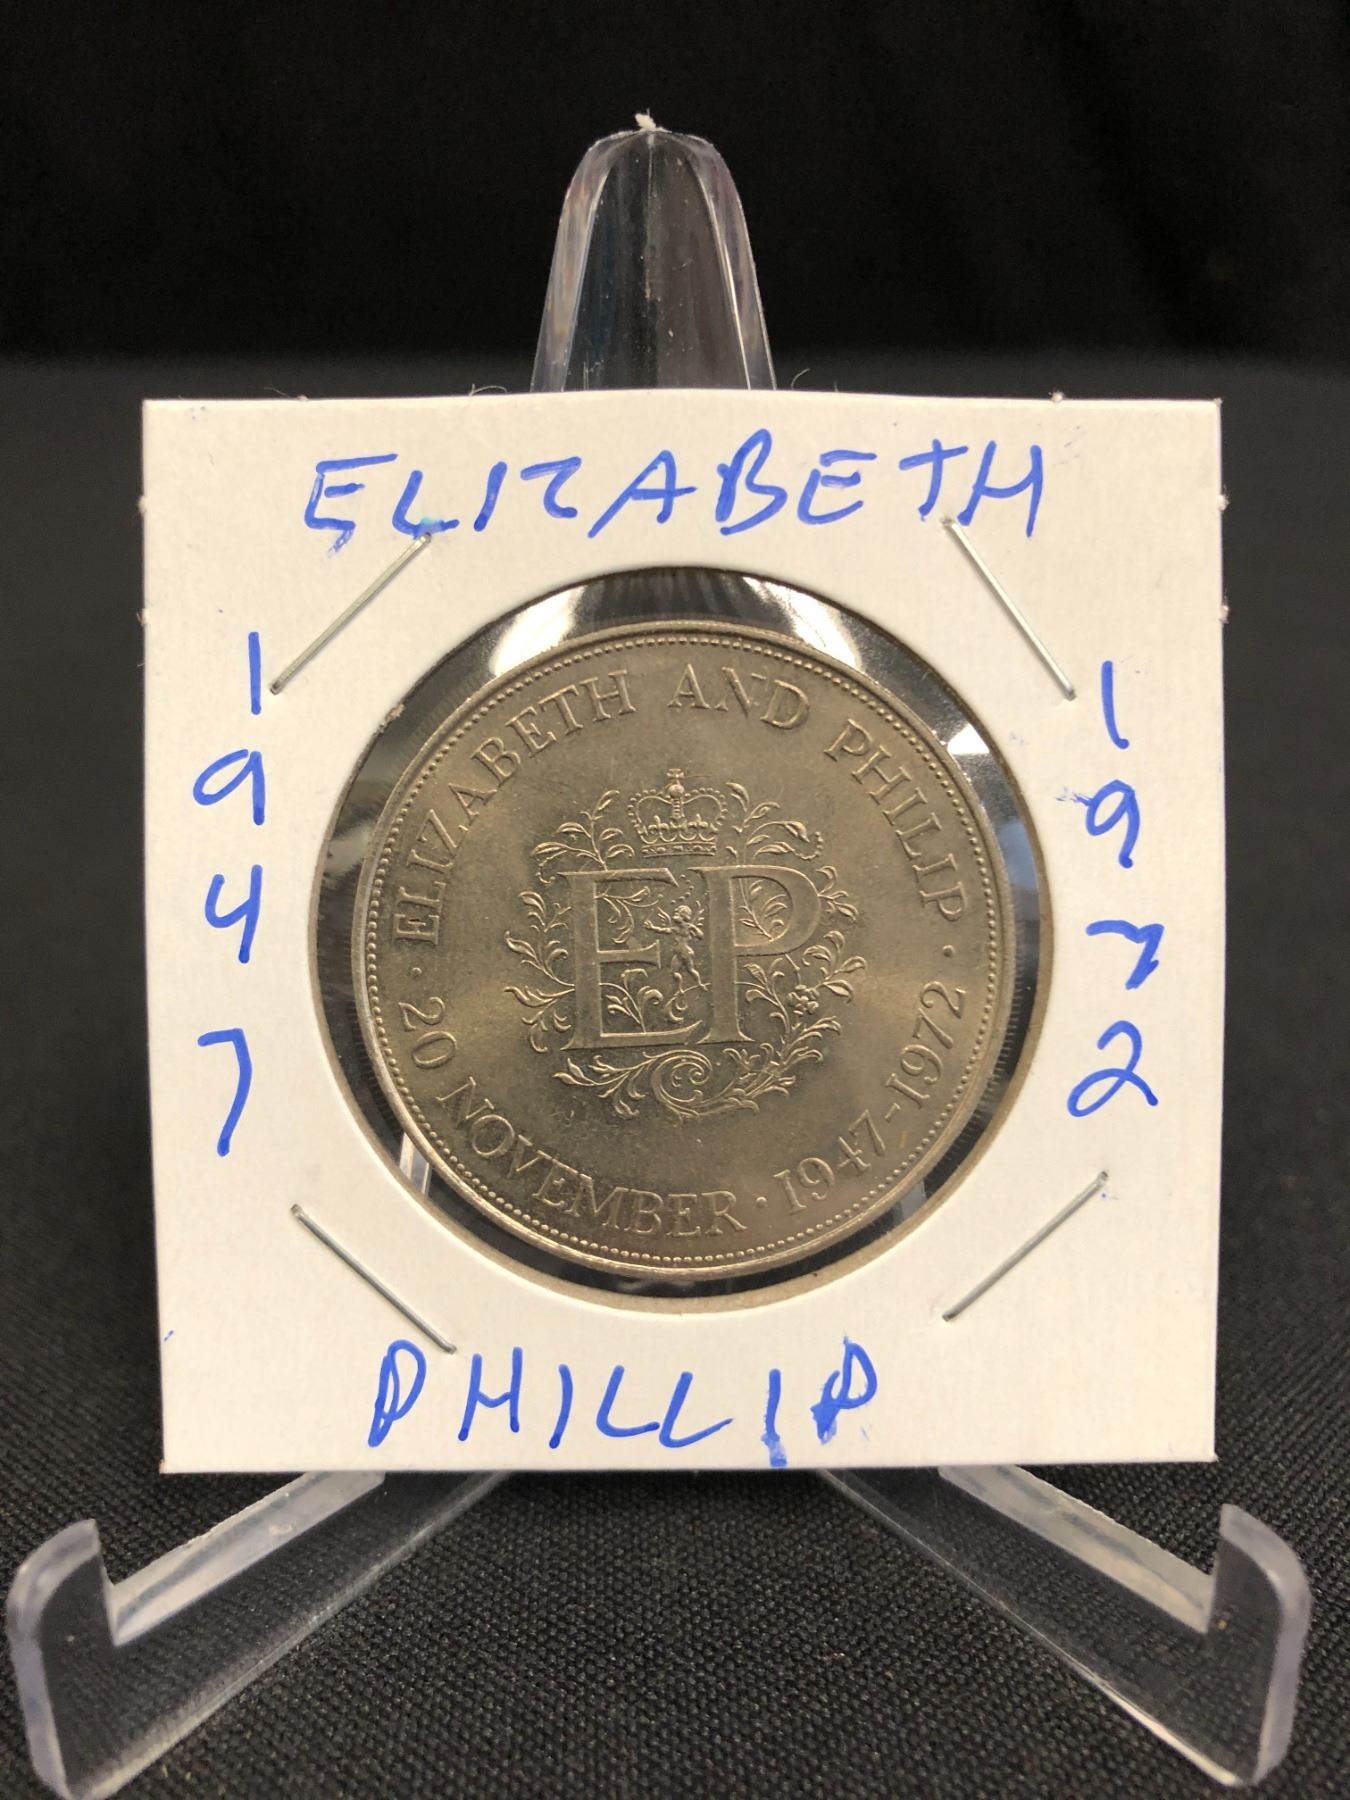 ELIZABETH
1947
1972
PHILLIP
ELIZABETH AND PHILIP
· 20 NOVEMBER · 1947-1972 ·
EP